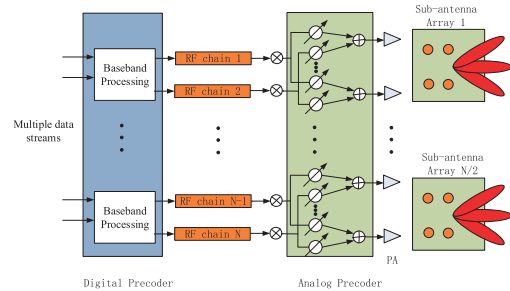 Sub-antenna
Array 1
Baseband
Processing
RF chain 1
RF chain 2
Multiple data
streams
Sub-antenna
Array N/2
Baseband
Processing
RF chain N-1
RF chain N
PA
Digital Precoder
Analog Precoder